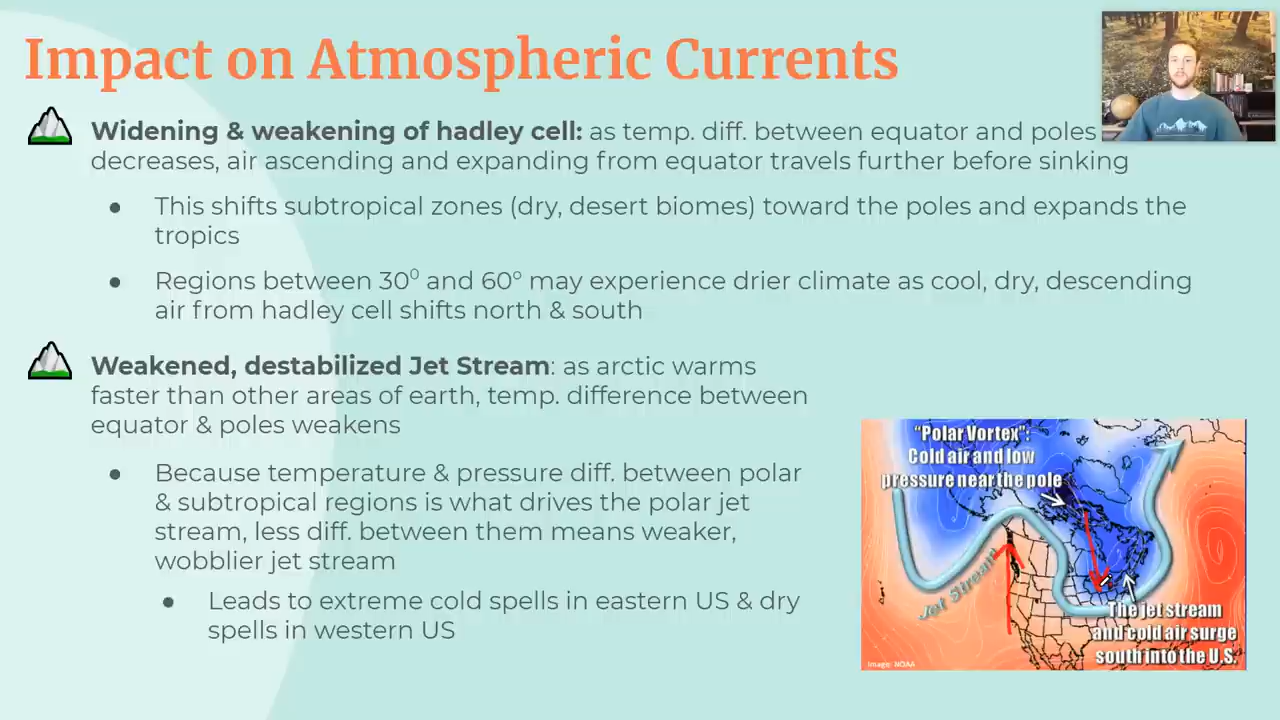 Impact on Atmospheric Currents
Widening & weakening of hadley cell: as temp. diff. between equator and poles
decreases, air ascending and expanding from equator travels further before sinking
● This shifts subtropical zones (dry, desert biomes) toward the poles and expands the
tropics
● Regions between 30⁰ and 60° may experience drier climate as cool, dry, descending
air from hadley cell shifts north & south
Weakened, destabilized Jet Stream: as arctic warms
faster than other areas of earth, temp. difference between
equator & poles weakens
● Because temperature & pressure diff. between polar
& subtropical regions is what drives the polar jet
stream, less diff. between them means weaker,
wobblier jet stream
● Leads to extreme cold spells in eastern US & dry
spells in western US
"Polar Vortex":
Cold air and low
pressure near the pole
Jet Stream
The jet stream
and cold air surge
south into the U.S.
Image: NOAA